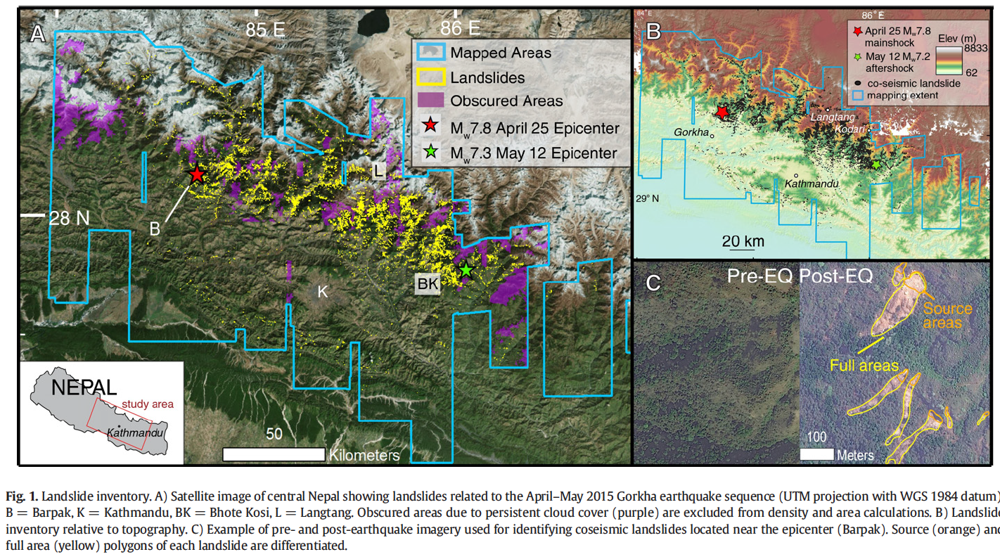 A
85 E
86 E
Mapped Areas
Landslides
Obscured Areas
Mw7.8 April 25 Epicenter
Mw7.3 May 12 Epicenter
L
28 N
B
BK
K
NEPAL
study area
Kathmandu
50
Kilometers
84°E
86°E
B
April 25 Mw7.8
mainshock
May 12 Mw7.2
aftershock
Elev (m)
8833
62
co-seismic landslide
mapping extent
Langtang
Kodari
Gorkha
Kathmandu
29° N
20 km
C
Pre-EQ Post-EQ
Source
areas
Full areas
100
Meters
Fig. 1. Landslide inventory. A) Satellite image of central Nepal showing landslides related to the April–May 2015 Gorkha earthquake sequence (UTM projection with WGS 1984 datum)
B = Barpak, K = Kathmandu, BK = Bhote Kosi, L = Langtang. Obscured areas due to persistent cloud cover (purple) are excluded from density and area calculations. B) Landslide
inventory relative to topography. C) Example of pre- and post-earthquake imagery used for identifying coseismic landslides located near the epicenter (Barpak). Source (orange) and
full area (yellow) polygons of each landslide are differentiated.